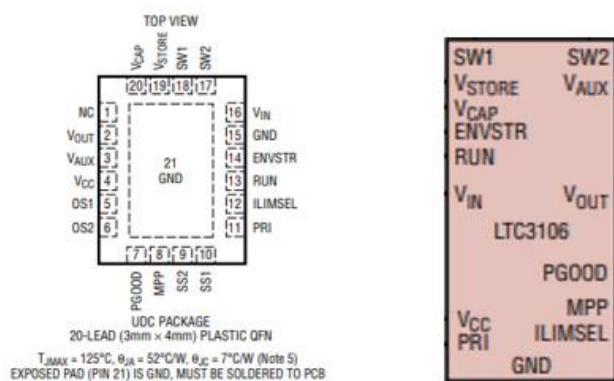 TOP VIEW
VCAP
VSTORE
SW1
SW2
20 19 18 17
NC 1
VOUT 2
VAUX 3
VCC 4
OS1 5
OS2 6
21
GND
16 VIN
15 GND
14 ENVSTR
13 RUN
12 ILIMSEL
11 PRI
7 8 9 10
PGOOD
MPP
SS2
SS1
UDC PACKAGE
20-LEAD (3mm × 4mm) PLASTIC QFN
TJMAX = 125°C, θJA = 52°C/W, θJC = 7°C/W (Note 5)
EXPOSED PAD (PIN 21) IS GND, MUST BE SOLDERED TO PCB
SW1 SW2
VSTORE VAUX
VCAP
ENVSTR
RUN
VIN VOUT
LTC3106
PGOOD
MPP
VCC ILIMSEL
PRI
GND